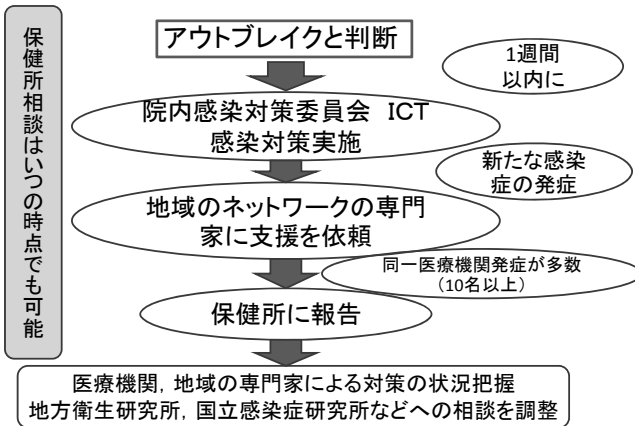 保健所相談はいつの時点でも可能
アウトブレイクと判断
1週間
以内に
院内感染対策委員会　ICT
感染対策実施
新たな感染
症の発症
地域のネットワークの専門
家に支援を依頼
同一医療機関発症が多数
（10名以上）
保健所に報告
医療機関，地域の専門家による対策の状況把握
地方衛生研究所，国立感染症研究所などへの相談を調整